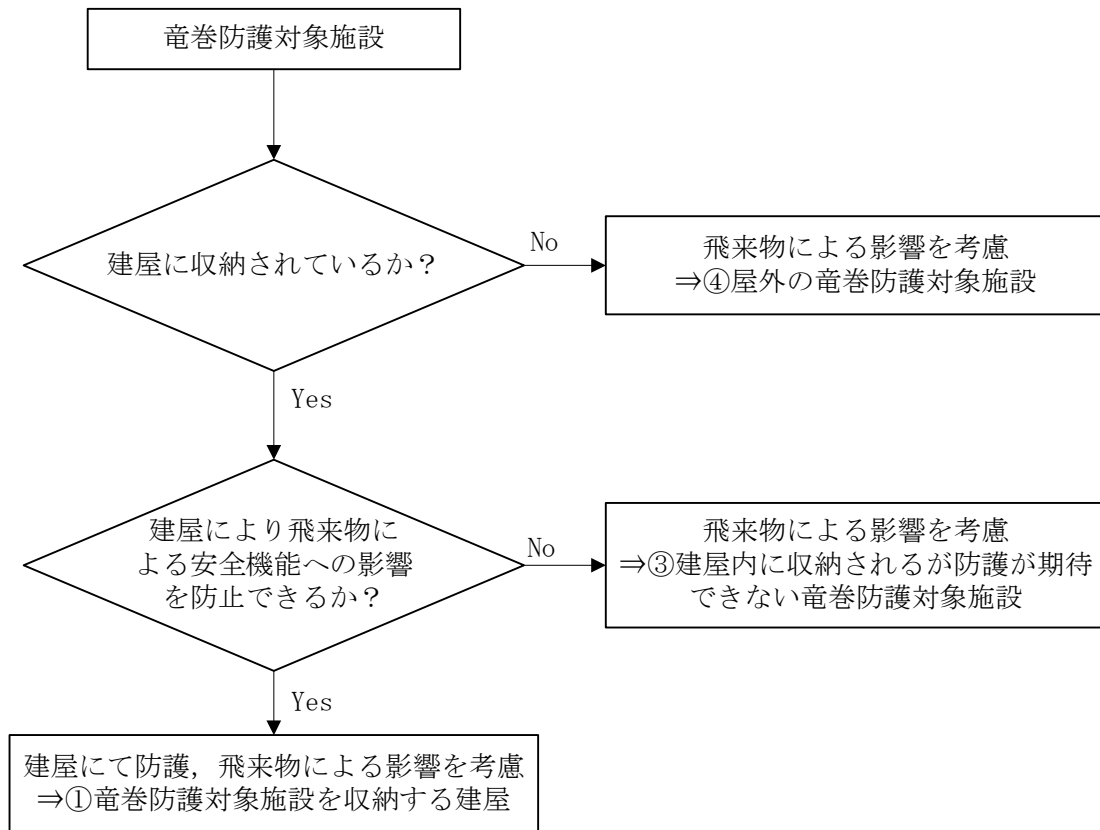 竜巻防護対象施設
建屋に収納されているか？
No
飛来物による影響を考慮
⇒④屋外の竜巻防護対象施設
Yes
建屋により飛来物に
よる安全機能への影響
を防止できるか？
No
飛来物による影響を考慮
⇒③建屋内に収納されるが防護が期待
できない竜巻防護対象施設
Yes
建屋にて防護，飛来物による影響を考慮
⇒①竜巻防護対象施設を収納する建屋